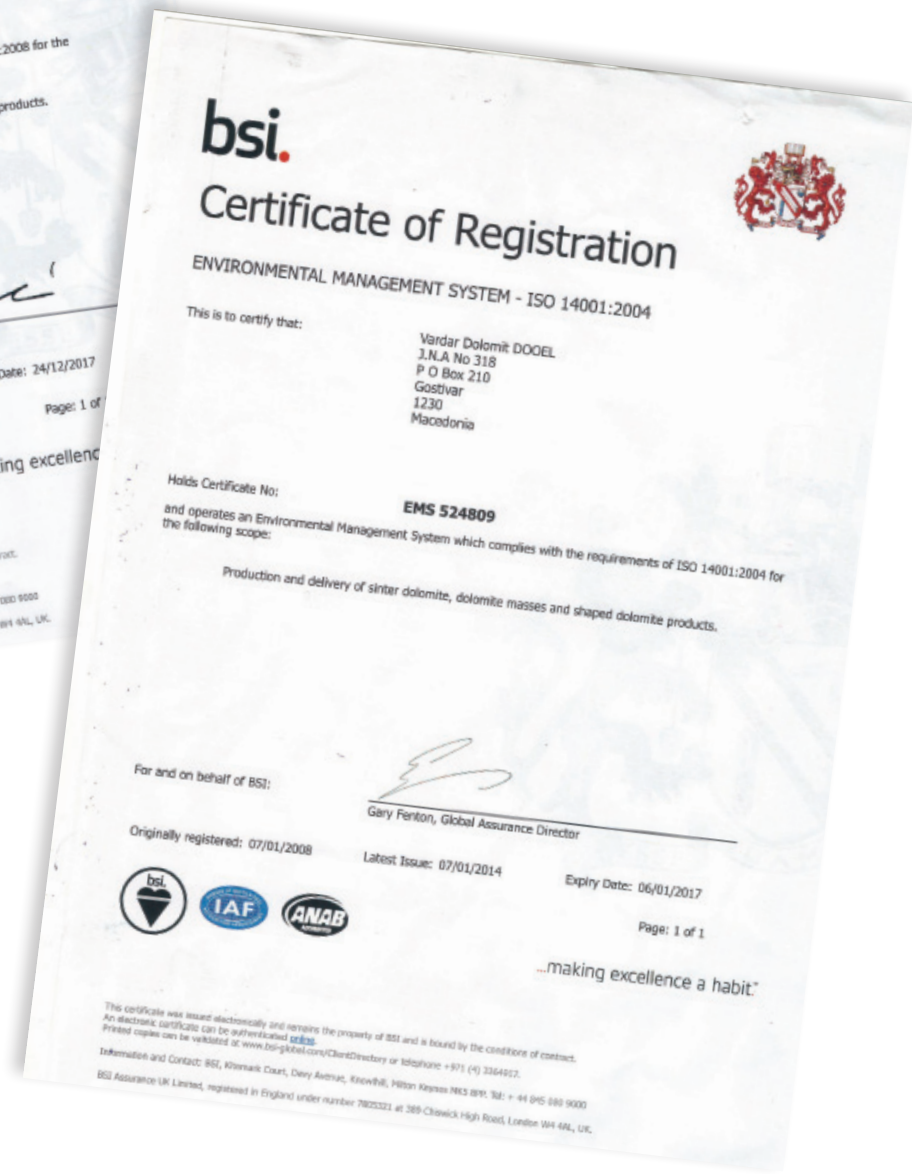 :2008 for the
products.
Date: 24/12/2017
Page: 1 of
ing excellenc
W4 4AL, UK.
bsi.
Certificate of Registration
ENVIRONMENTAL MANAGEMENT SYSTEM - ISO 14001:2004
This is to certify that:
Vardar Dolomit DOOEL
J.N.A No 318
P O Box 210
Gostivar
1230
Macedonia
Holds Certificate No:
EMS 524809
and operates an Environmental Management System which complies with the requirements of ISO 14001:2004 for
the following scope:
Production and delivery of sinter dolomite, dolomite masses and shaped dolomite products.
For and on behalf of BSI:
Gary Fenton, Global Assurance Director
Originally registered: 07/01/2008
Latest Issue: 07/01/2014
Expiry Date: 06/01/2017
bsi.
IAF
ANAB
Page: 1 of 1
...making excellence a habit.™
This certificate was issued electronically and remains the property of BSI and is bound by the conditions of contract.
An electronic certificate can be authenticated online.
Printed copies can be validated at www.bsi-global.com/ClientDirectory or telephone +971 (4) 3364917.
Information and Contact: BSI, Kitemark Court, Davy Avenue, Knowlhill, Milton Keynes MK5 8PP. Tel: + 44 845 080 9000
BSI Assurance UK Limited, registered in England under number 7805321 at 389 Chiswick High Road, London W4 4AL, UK.